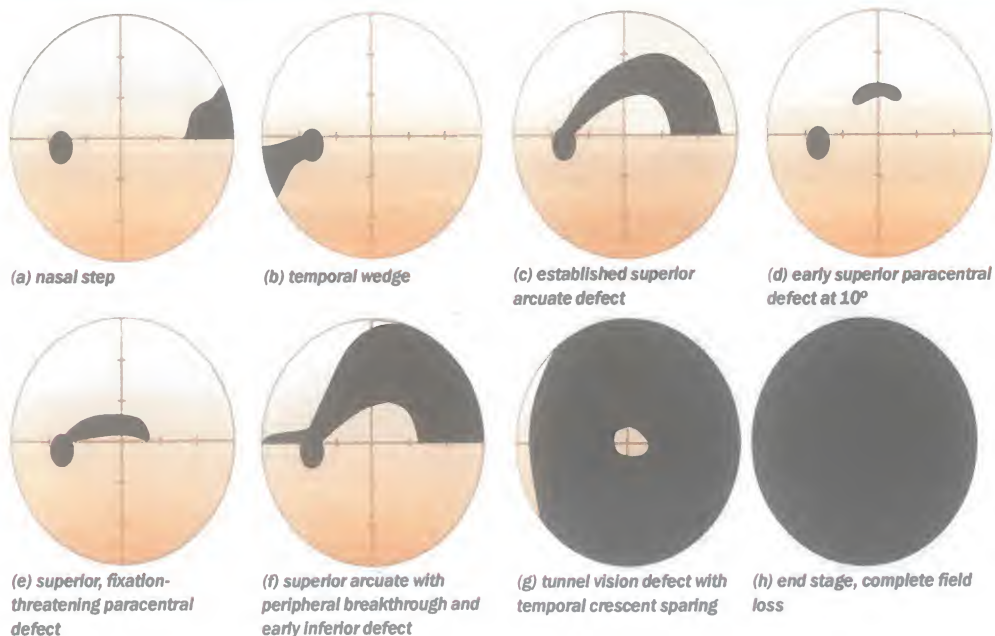 (a) nasal step
(b) temporal wedge
(c) established superior
arcuate defect
(d) early superior paracentral
defect at 10º
(e) superior, fixation-
threatening paracentral
defect
(f) superior arcuate with
peripheral breakthrough and
early inferior defect
(g) tunnel vision defect with
temporal crescent sparing
(h) end stage, complete field
loss